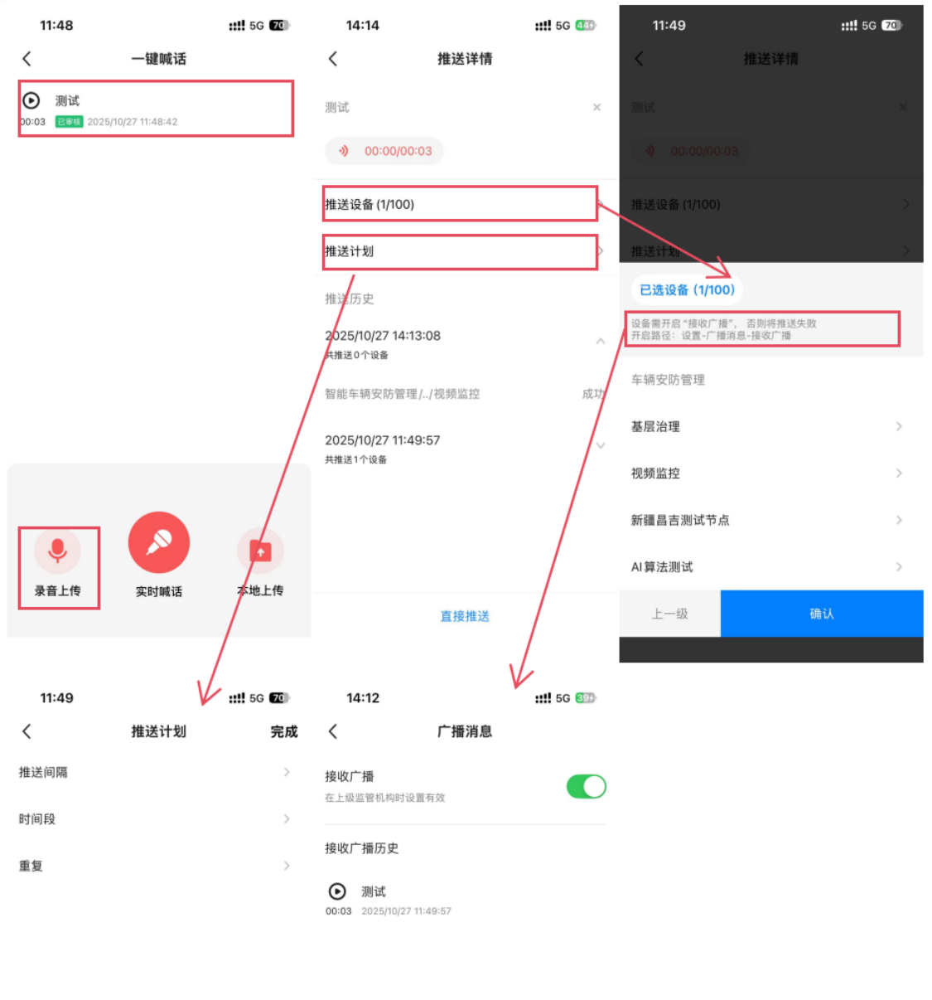 11:48
5G 70
一键喊话
测试
00:03 已审核 2025/10/27 11:48:42
录音上传
实时喊话
本地上传
14:14
5G 44
推送详情
测试
00:00/00:03
推送设备 (1/100)
推送计划
推送历史
2025/10/27 14:13:08
共推送0个设备
智能车辆安防管理/../视频监控
成功
2025/10/27 11:49:57
共推送1个设备
直接推送
11:49
5G 70
推送详情
测试
00:00/00:03
推送设备 (1/100)
推送计划
已选设备 (1/100)
设备需开启“接收广播”，否则将推送失败
开启路径：设置-广播消息-接收广播
车辆安防管理
基层治理
视频监控
新疆昌吉测试节点
AI算法测试
上一级
确认
11:49
5G 70
推送计划
完成
推送间隔
时间段
重复
14:12
5G 39
广播消息
接收广播
在上级监管机构时设置有效
接收广播历史
测试
00:03 2025/10/27 11:49:57